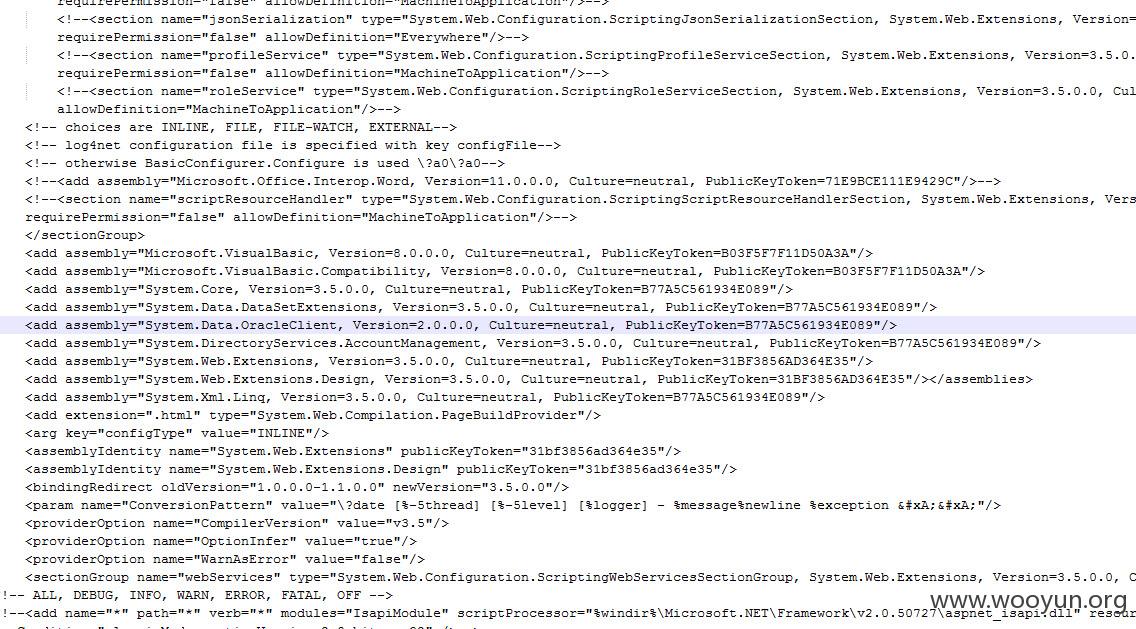 requirePermission="false" allowDefinition="MachineToApplication"/>-->
<!--<section name="jsonSerialization" type="System.Web.Configuration.ScriptingJsonSerializationSection, System.Web.Extensions, Version=
requirePermission="false" allowDefinition="Everywhere"/>-->
<!--<section name="profileService" type="System.Web.Configuration.ScriptingProfileServiceSection, System.Web.Extensions, Version=3.5.0.
requirePermission="false" allowDefinition="MachineToApplication"/>-->
<!--<section name="roleService" type="System.Web.Configuration.ScriptingRoleServiceSection, System.Web.Extensions, Version=3.5.0.0, Cul
allowDefinition="MachineToApplication"/>-->
<!-- choices are INLINE, FILE, FILE-WATCH, EXTERNAL-->
<!-- log4net configuration file is specified with key configFile-->
<!-- otherwise BasicConfigurer.Configure is used \?a0\?a0-->
<!--<add assembly="Microsoft.Office.Interop.Word, Version=11.0.0.0, Culture=neutral, PublicKeyToken=71E9BCE111E9429C"/>-->
<!--<section name="scriptResourceHandler" type="System.Web.Configuration.ScriptingScriptResourceHandlerSection, System.Web.Extensions, Vers
requirePermission="false" allowDefinition="MachineToApplication"/>-->
</sectionGroup>
<add assembly="Microsoft.VisualBasic, Version=8.0.0.0, Culture=neutral, PublicKeyToken=B03F5F7F11D50A3A"/>
<add assembly="Microsoft.VisualBasic.Compatibility, Version=8.0.0.0, Culture=neutral, PublicKeyToken=B03F5F7F11D50A3A"/>
<add assembly="System.Core, Version=3.5.0.0, Culture=neutral, PublicKeyToken=B77A5C561934E089"/>
<add assembly="System.Data.DataSetExtensions, Version=3.5.0.0, Culture=neutral, PublicKeyToken=B77A5C561934E089"/>
<add assembly="System.Data.OracleClient, Version=2.0.0.0, Culture=neutral, PublicKeyToken=B77A5C561934E089"/>
<add assembly="System.DirectoryServices.AccountManagement, Version=3.5.0.0, Culture=neutral, PublicKeyToken=B77A5C561934E089"/>
<add assembly="System.Web.Extensions, Version=3.5.0.0, Culture=neutral, PublicKeyToken=31BF3856AD364E35"/>
<add assembly="System.Web.Extensions.Design, Version=3.5.0.0, Culture=neutral, PublicKeyToken=31BF3856AD364E35"/></assemblies>
<add assembly="System.Xml.Linq, Version=3.5.0.0, Culture=neutral, PublicKeyToken=B77A5C561934E089"/>
<add extension=".html" type="System.Web.Compilation.PageBuildProvider"/>
<arg key="configType" value="INLINE"/>
<assemblyIdentity name="System.Web.Extensions" publicKeyToken="31bf3856ad364e35"/>
<assemblyIdentity name="System.Web.Extensions.Design" publicKeyToken="31bf3856ad364e35"/>
<bindingRedirect oldVersion="1.0.0.0-1.1.0.0" newVersion="3.5.0.0"/>
<param name="ConversionPattern" value="\?date [%-5thread] [%-5level] [%logger] - %message%newline %exception &#xA;&#xA;"/>
<providerOption name="CompilerVersion" value="v3.5"/>
<providerOption name="OptionInfer" value="true"/>
<providerOption name="WarnAsError" value="false"/>
<sectionGroup name="webServices" type="System.Web.Configuration.ScriptingWebServicesSectionGroup, System.Web.Extensions, Version=3.5.0.0, C
!-- ALL, DEBUG, INFO, WARN, ERROR, FATAL, OFF -->
!--<add name="*" path="*" verb="*" modules="IsapiModule" scriptProcessor="%windir%\Microsoft.NET\Framework\v2.0.50727\aspnet_isapi.dll" resour
www.wooyun.org